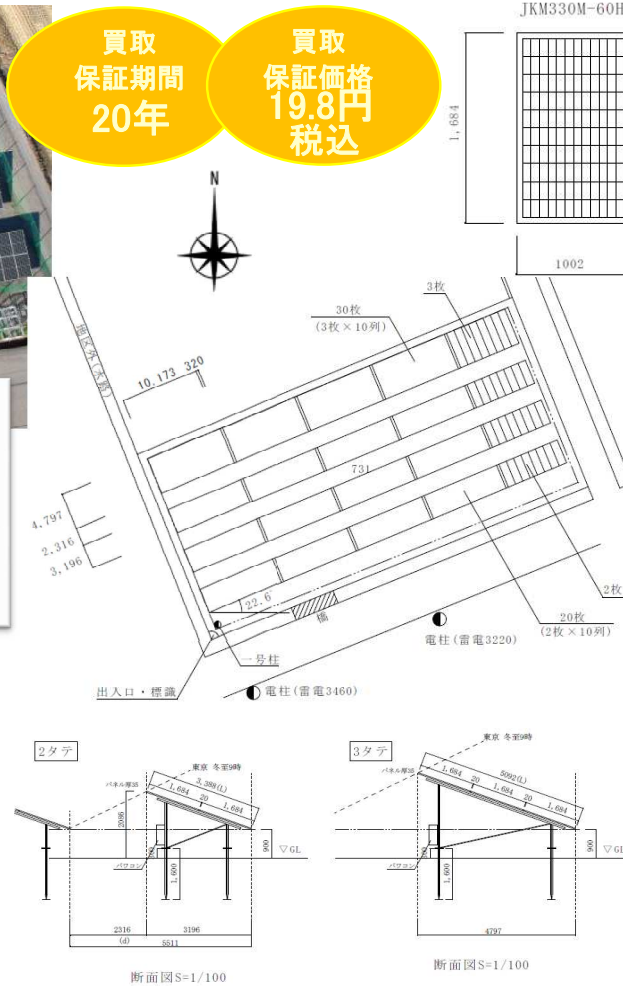 買取
保証期間
20年
買取
保証価格
19.8円
税込
JKM330M-60H
1,684
1002
N
30枚
(3枚×10列)
3枚
10.173 320
731
4,797
2,316
3,196
22.6°
橋
2枚
20枚
(2枚×10列)
電柱(雷電3220)
一号柱
出入口・標識
電柱(雷電3460)
2タテ
東京 冬至9時
パネル厚35
3,388(L)
1,684
20
1,684
パワコン
1,600
900
▽GL
2316
3196
(d)
5511
断面図S=1/100
3タテ
東京 冬至9時
パネル厚35
5092(L)
1,684
20
1,684
20
1,684
パワコン
1,600
900
▽GL
4797
断面図S=1/100